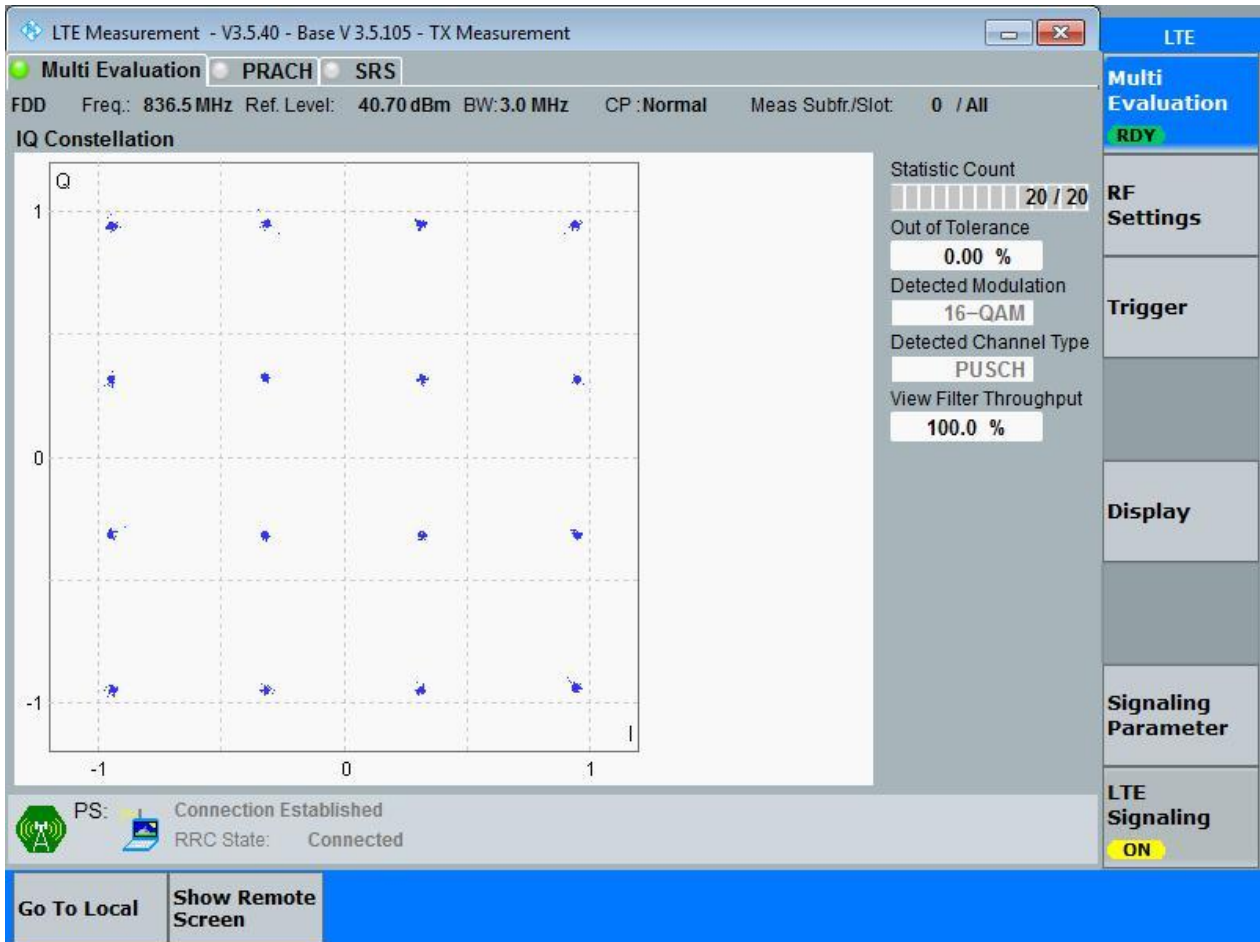 LTE Measurement - V3.5.40 - Base V 3.5.105 - TX Measurement
LTE
Multi Evaluation PRACH SRS
Multi
Evaluation
RDY
FDD Freq.: 836.5 MHz Ref. Level: 40.70 dBm BW: 3.0 MHz CP : Normal Meas Subfr./Slot: 0 / All
IQ Constellation
Q
1
0
-1
I
-1 0 1
Statistic Count
20 / 20
Out of Tolerance
0.00 %
Detected Modulation
16-QAM
Detected Channel Type
PUSCH
View Filter Throughput
100.0 %
RF
Settings
Trigger
Display
Signaling
Parameter
LTE
Signaling
ON
PS: Connection Established
RRC State: Connected
Go To Local
Show Remote
Screen